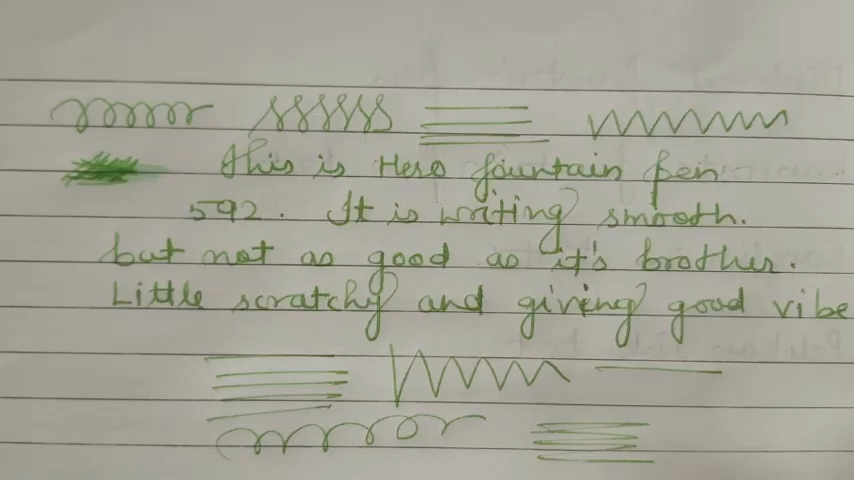 This is Hero fountain pen
592. It is writing smooth.
but not as good as it's brother.
Little scratchy and giving good vibe